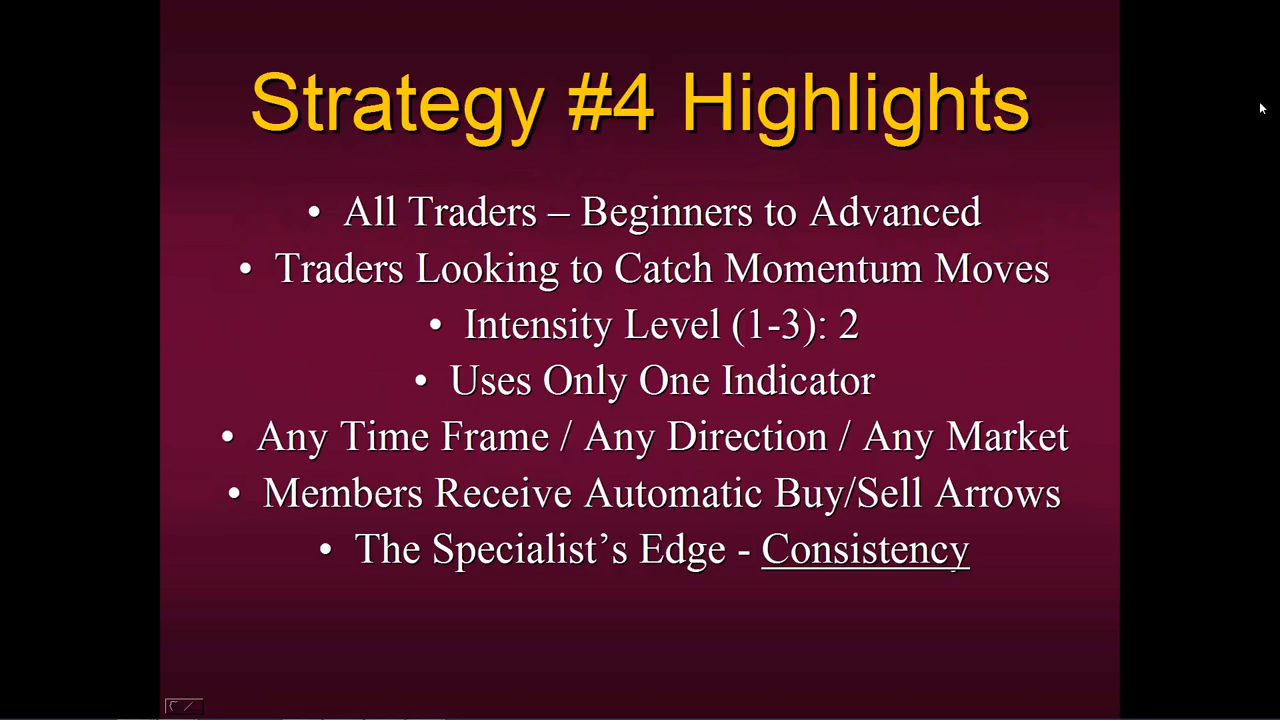 Strategy #4 Highlights
• All Traders – Beginners to Advanced
• Traders Looking to Catch Momentum Moves
• Intensity Level (1-3): 2
• Uses Only One Indicator
• Any Time Frame / Any Direction / Any Market
• Members Receive Automatic Buy/Sell Arrows
• The Specialist’s Edge - Consistency